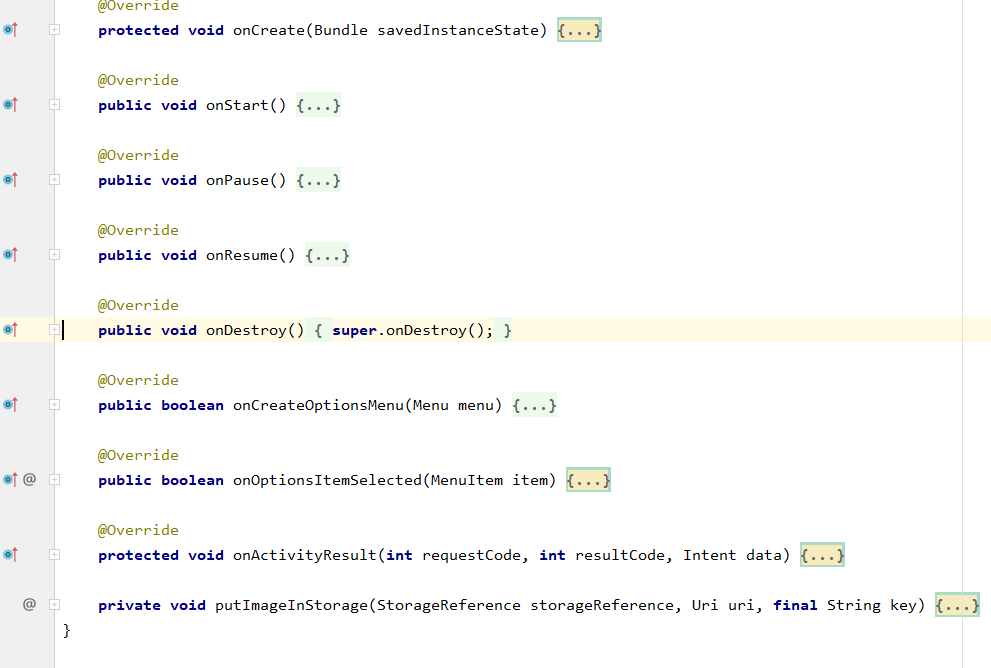 @Override
protected void onCreate(Bundle savedInstanceState) {...}
@Override
public void onStart() {...}
@Override
public void onPause() {...}
@Override
public void onResume() {...}
@Override
public void onDestroy() { super.onDestroy(); }
@Override
public boolean onCreateOptionsMenu(Menu menu) {...}
@Override
@ public boolean onOptionsItemSelected(MenuItem item) {...}
@Override
protected void onActivityResult(int requestCode, int resultCode, Intent data) {...}
@ private void putImageInStorage(StorageReference storageReference, Uri uri, final String key) {...}
}